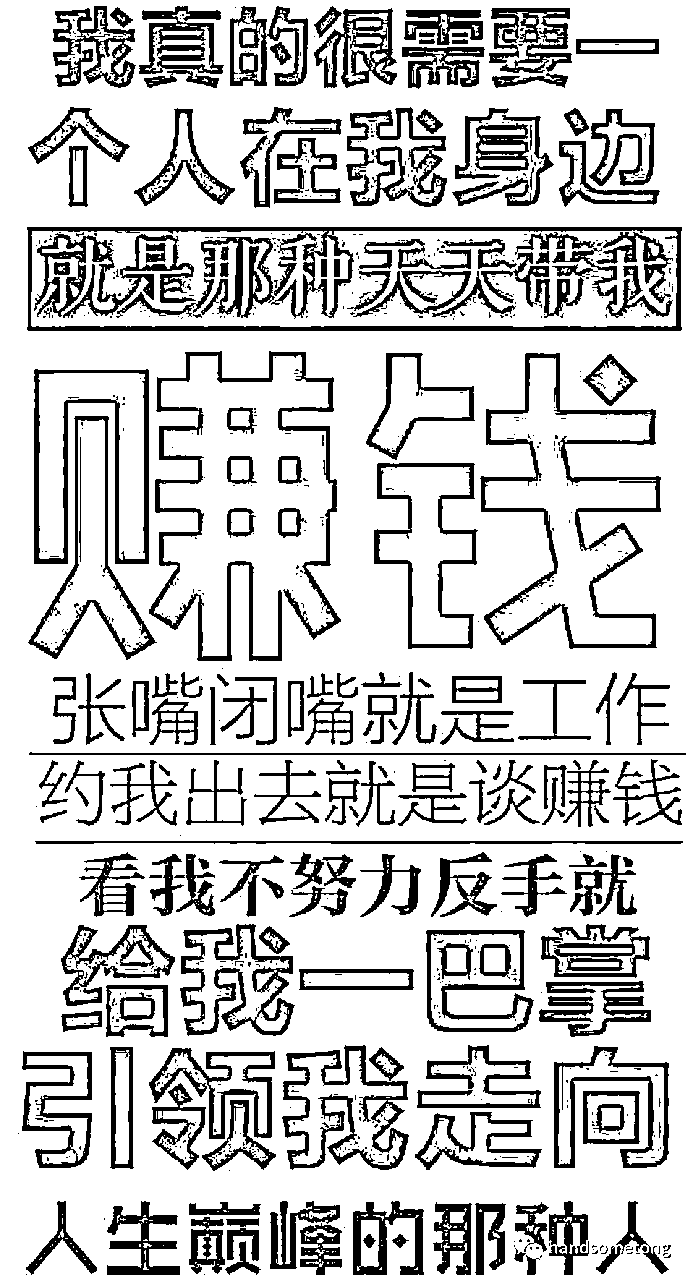 我真的很需要一
个人在我身边
就是那种天天带我
赚钱
张嘴闭嘴就是工作
约我出去就是谈赚钱
看我不努力反手就
给我一巴掌
引领我走向
人生巅峰的那种人
handsometong